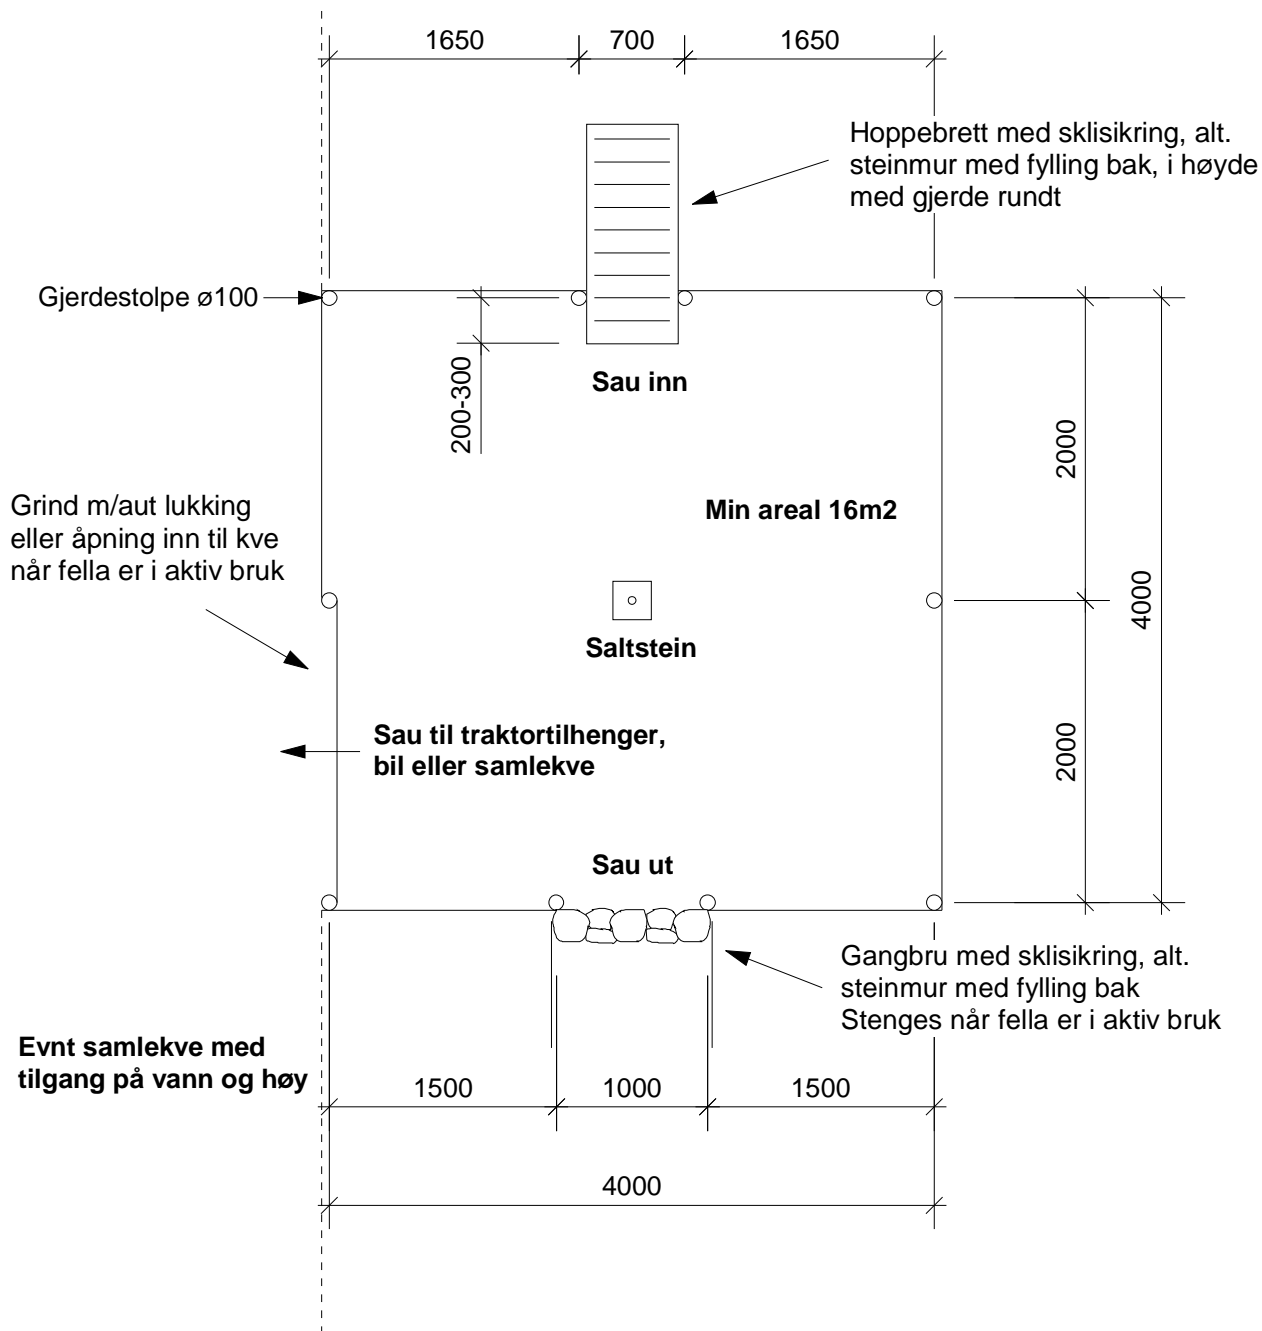 1650
700
1650
Hoppebrett med sklisikring, alt.
steinmur med fylling bak, i høyde
med gjerde rundt
Gjerdestolpe ø100
200-300
Sau inn
2000
Grind m/aut lukking
eller åpning inn til kve
når fella er i aktiv bruk
Min areal 16m2
4000
Saltstein
Sau til traktortilhenger,
bil eller samlekve
2000
Sau ut
Gangbru med sklisikring, alt.
steinmur med fylling bak
Stenges når fella er i aktiv bruk
Evnt samlekve med
tilgang på vann og høy
1500
1000
1500
4000